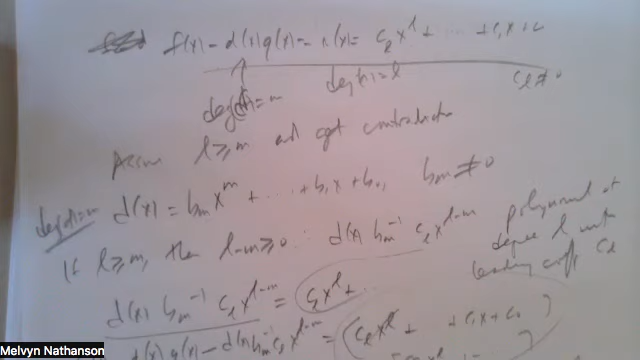 f(x) - d(x)q(x) = r(x) = c_l x^l + ... + c_1 x + c_0
deg(d) = m deg(r) = l c_l ≠ 0
Assume l ≥ m and get contradiction
deg(d) = m d(x) = b_m x^m + ... + b_1 x + b_0, b_m ≠ 0
If l ≥ m, then l - m ≥ 0 ∴ d(x) b_m^{-1} c_l x^{l-m} polynomial of
degree l with
leading coeff c_l
d(x) b_m^{-1} c_l x^{l-m} = c_l x^l + ...
d(x) q(x) - d(x) b_m^{-1} c_l x^{l-m} = (c_l x^l + + c_1 x + c_0)
Melvyn Nathanson